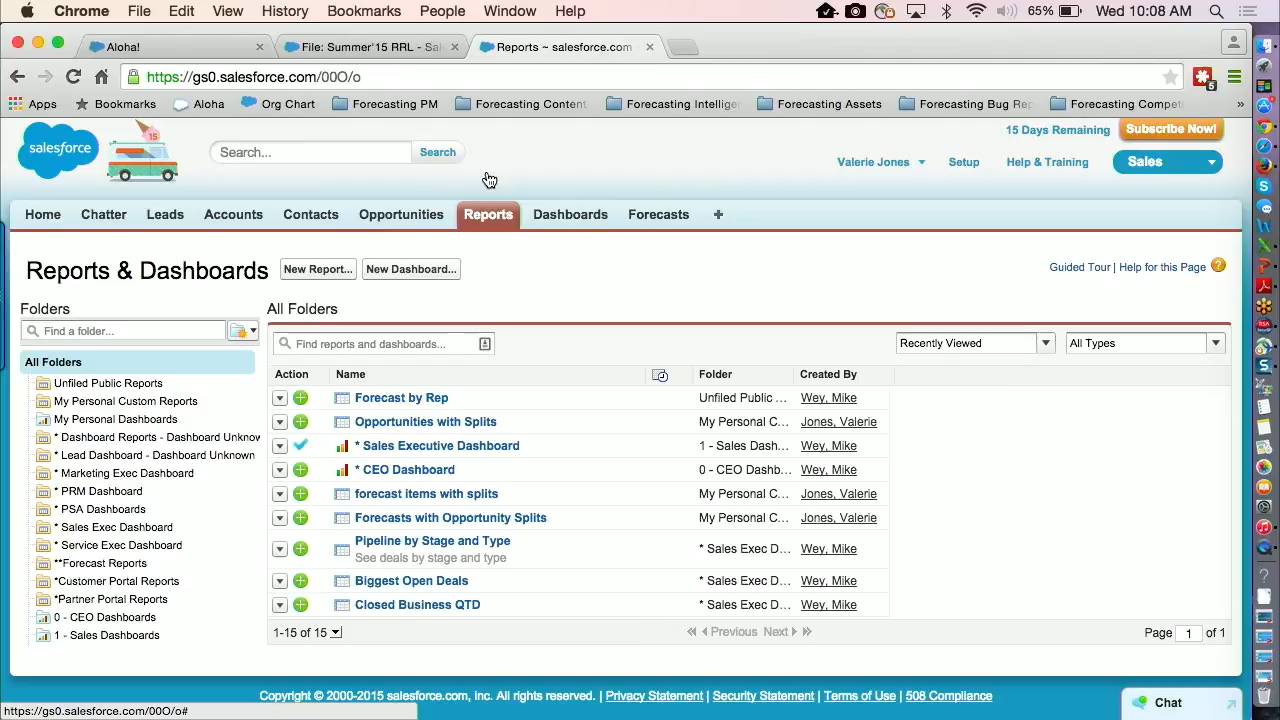 Chrome File Edit View History Bookmarks People Window Help 65% Wed 10:08 AM
Aloha! File: Summer'15 RRL - Sal Reports ~ salesforce.com
https://gs0.salesforce.com/00O/o 5
Apps Bookmarks Aloha Org Chart Forecasting PM Forecasting Content Forecasting Intellige Forecasting Assets Forecasting Bug Rep Forecasting Compet »
15 Days Remaining Subscribe Now!
salesforce 15 Search... Search Valerie Jones Setup Help & Training Sales
Home Chatter Leads Accounts Contacts Opportunities Reports Dashboards Forecasts +
Reports & Dashboards New Report... New Dashboard... Guided Tour | Help for this Page ?
Folders
Find a folder...
All Folders
Unfiled Public Reports
My Personal Custom Reports
My Personal Dashboards
* Dashboard Reports - Dashboard Unknow
* Lead Dashboard - Dashboard Unknown
* Marketing Exec Dashboard
* PRM Dashboard
* PSA Dashboards
* Sales Exec Dashboard
* Service Exec Dashboard
**Forecast Reports
*Customer Portal Reports
*Partner Portal Reports
0 - CEO Dashboards
1 - Sales Dashboards
All Folders
Find reports and dashboards... Recently Viewed All Types
Action Name Folder Created By
Forecast by Rep Unfiled Public ... Wey, Mike
Opportunities with Splits My Personal C... Jones, Valerie
* Sales Executive Dashboard 1 - Sales Dash... Wey, Mike
* CEO Dashboard 0 - CEO Dashb... Wey, Mike
forecast items with splits My Personal C... Jones, Valerie
Forecasts with Opportunity Splits My Personal C... Jones, Valerie
Pipeline by Stage and Type * Sales Exec D... Wey, Mike
See deals by stage and type
Biggest Open Deals * Sales Exec D... Wey, Mike
Closed Business QTD * Sales Exec D... Wey, Mike
1-15 of 15 Previous Next Page 1 of 1
Copyright © 2000-2015 salesforce.com, inc. All rights reserved. | Privacy Statement | Security Statement | Terms of Use | 508 Compliance
Chat
https://gs0.salesforce.com/00O/o#